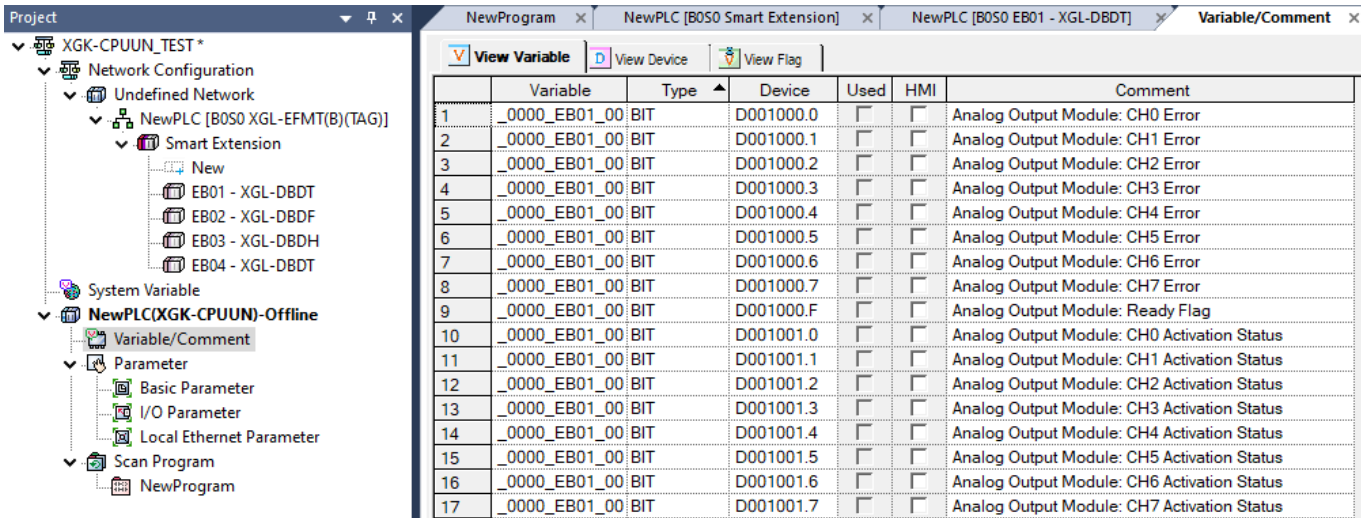 Project
XGK-CPUUN_TEST *
Network Configuration
Undefined Network
NewPLC [B0S0 XGL-EFMT(B)(TAG)]
Smart Extension
New
EB01 - XGL-DBDT
EB02 - XGL-DBDF
EB03 - XGL-DBDH
EB04 - XGL-DBDT
System Variable
NewPLC(XGK-CPUUN)-Offline
Variable/Comment
Parameter
Basic Parameter
I/O Parameter
Local Ethernet Parameter
Scan Program
NewProgram
NewProgram NewPLC [B0S0 Smart Extension] NewPLC [B0S0 EB01 - XGL-DBDT] Variable/Comment
V View Variable D View Device View Flag
Variable Type Device Used HMI Comment
1 _0000_EB01_00 BIT D001000.0 Analog Output Module: CH0 Error
2 _0000_EB01_00 BIT D001000.1 Analog Output Module: CH1 Error
3 _0000_EB01_00 BIT D001000.2 Analog Output Module: CH2 Error
4 _0000_EB01_00 BIT D001000.3 Analog Output Module: CH3 Error
5 _0000_EB01_00 BIT D001000.4 Analog Output Module: CH4 Error
6 _0000_EB01_00 BIT D001000.5 Analog Output Module: CH5 Error
7 _0000_EB01_00 BIT D001000.6 Analog Output Module: CH6 Error
8 _0000_EB01_00 BIT D001000.7 Analog Output Module: CH7 Error
9 _0000_EB01_00 BIT D001000.F Analog Output Module: Ready Flag
10 _0000_EB01_00 BIT D001001.0 Analog Output Module: CH0 Activation Status
11 _0000_EB01_00 BIT D001001.1 Analog Output Module: CH1 Activation Status
12 _0000_EB01_00 BIT D001001.2 Analog Output Module: CH2 Activation Status
13 _0000_EB01_00 BIT D001001.3 Analog Output Module: CH3 Activation Status
14 _0000_EB01_00 BIT D001001.4 Analog Output Module: CH4 Activation Status
15 _0000_EB01_00 BIT D001001.5 Analog Output Module: CH5 Activation Status
16 _0000_EB01_00 BIT D001001.6 Analog Output Module: CH6 Activation Status
17 _0000_EB01_00 BIT D001001.7 Analog Output Module: CH7 Activation Status